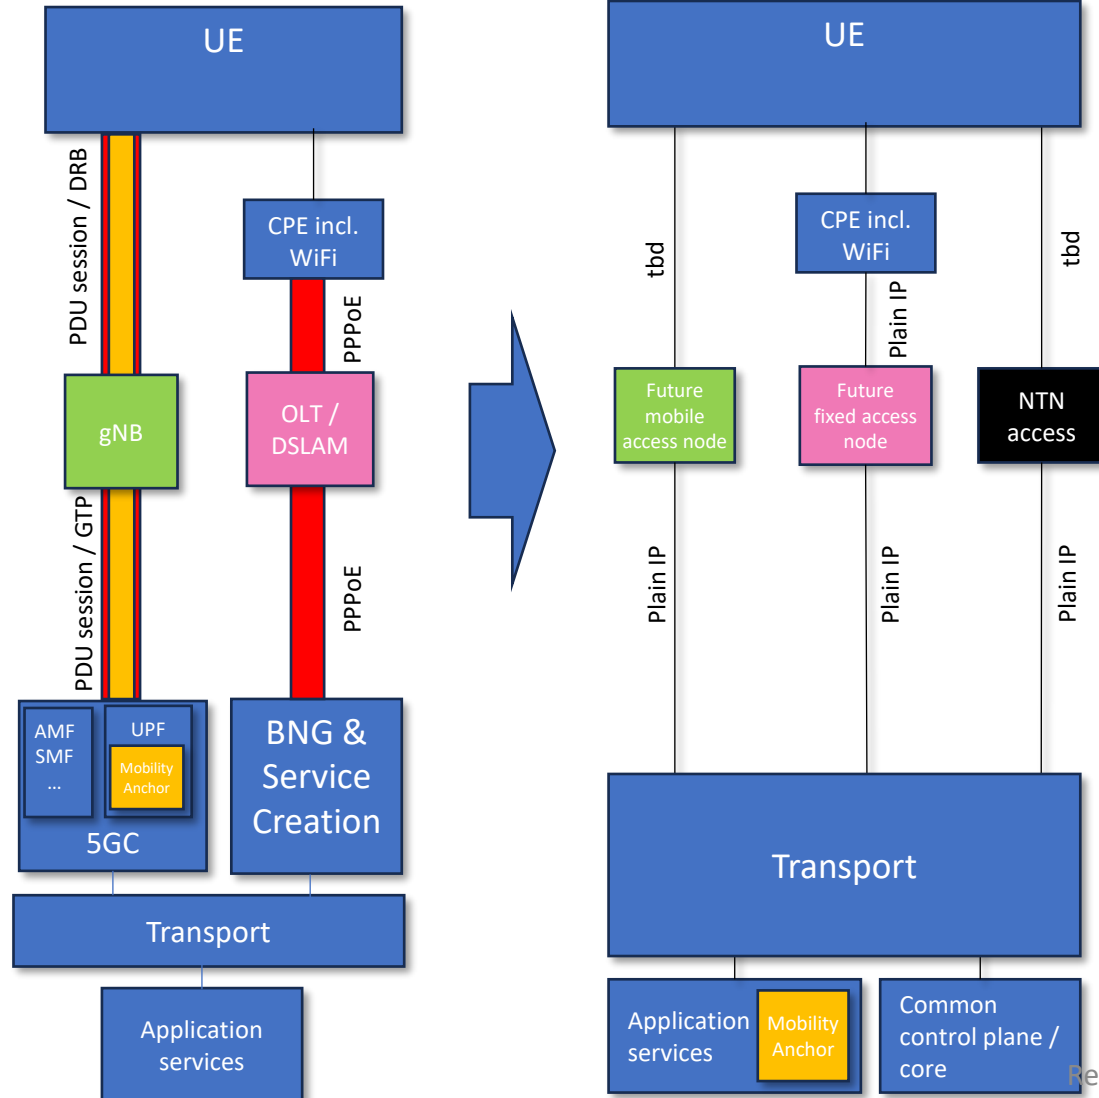 UE
PDU session / DRB
CPE incl.
WiFi
PPPoE
gNB
OLT /
DSLAM
PDU session / GTP
PPPoE
AMF
SMF
...
UPF
Mobility
Anchor
5GC
BNG &
Service
Creation
Transport
Application
services
UE
tbd
CPE incl.
WiFi
tbd
Plain IP
Future
mobile
access node
Future
fixed access
node
NTN
access
Plain IP
Plain IP
Plain IP
Transport
Application
services
Mobility
Anchor
Common
control plane /
core
Re